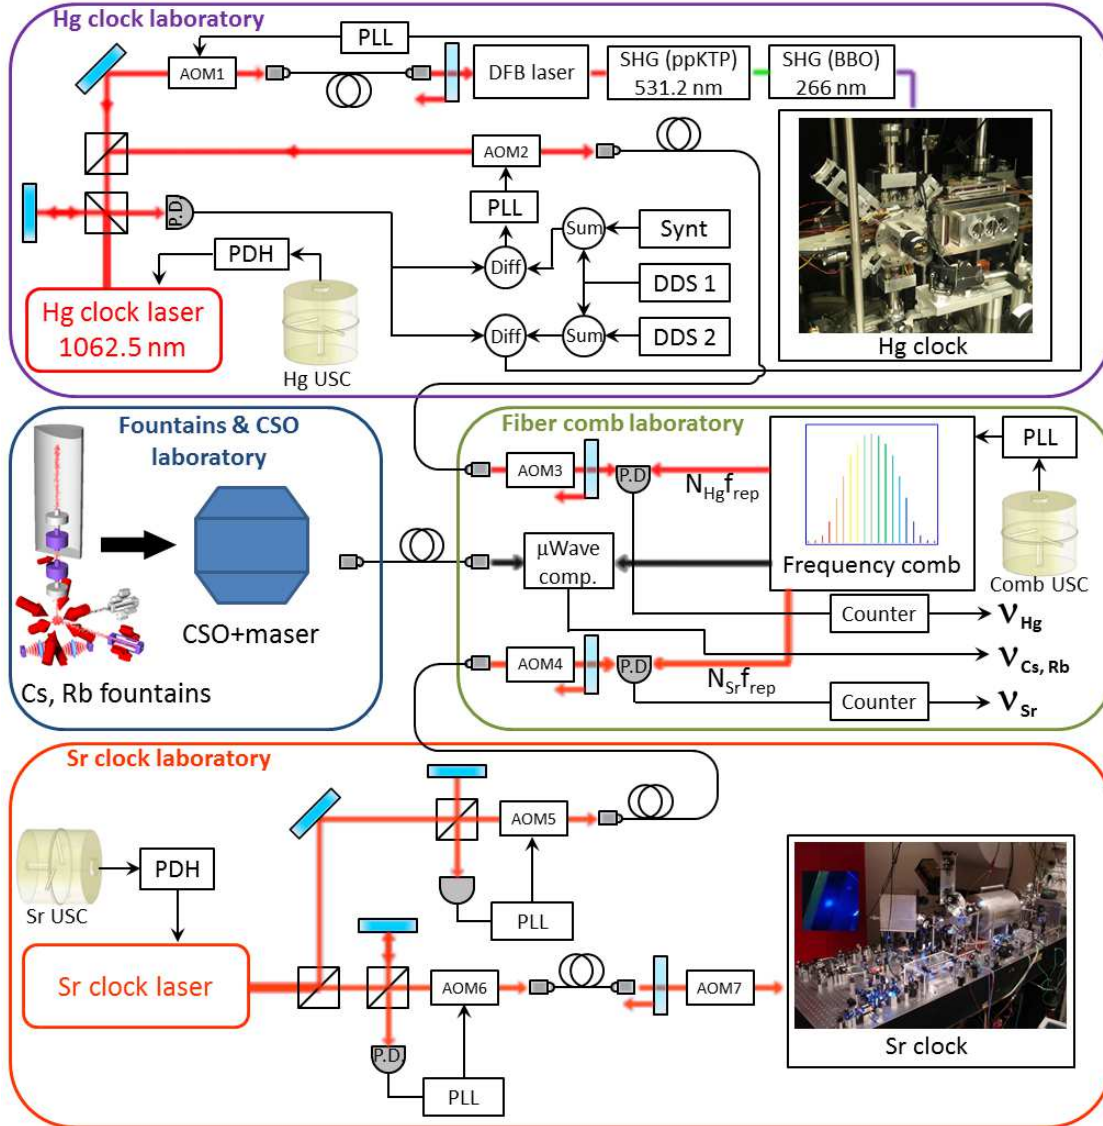 Hg clock laboratory
PLL
AOM1
DFB laser
SHG (ppKTP)
531.2 nm
SHG (BBO)
266 nm
AOM2
P.D
PLL
Sum
Synt
PDH
Diff
DDS 1
Hg clock laser
1062.5 nm
Diff
Sum
DDS 2
Hg USC
Hg clock
Fountains & CSO
laboratory
Fiber comb laboratory
PLL
AOM3
P.D
NHgfrep
µWave
comp.
Frequency comb
Comb USC
CSO+maser
Counter
νHg
AOM4
P.D
νCs, Rb
NSrfrep
Cs, Rb fountains
Counter
νSr
Sr clock laboratory
AOM5
PDH
Sr USC
PLL
Sr clock laser
AOM6
AOM7
P.D.
PLL
Sr clock